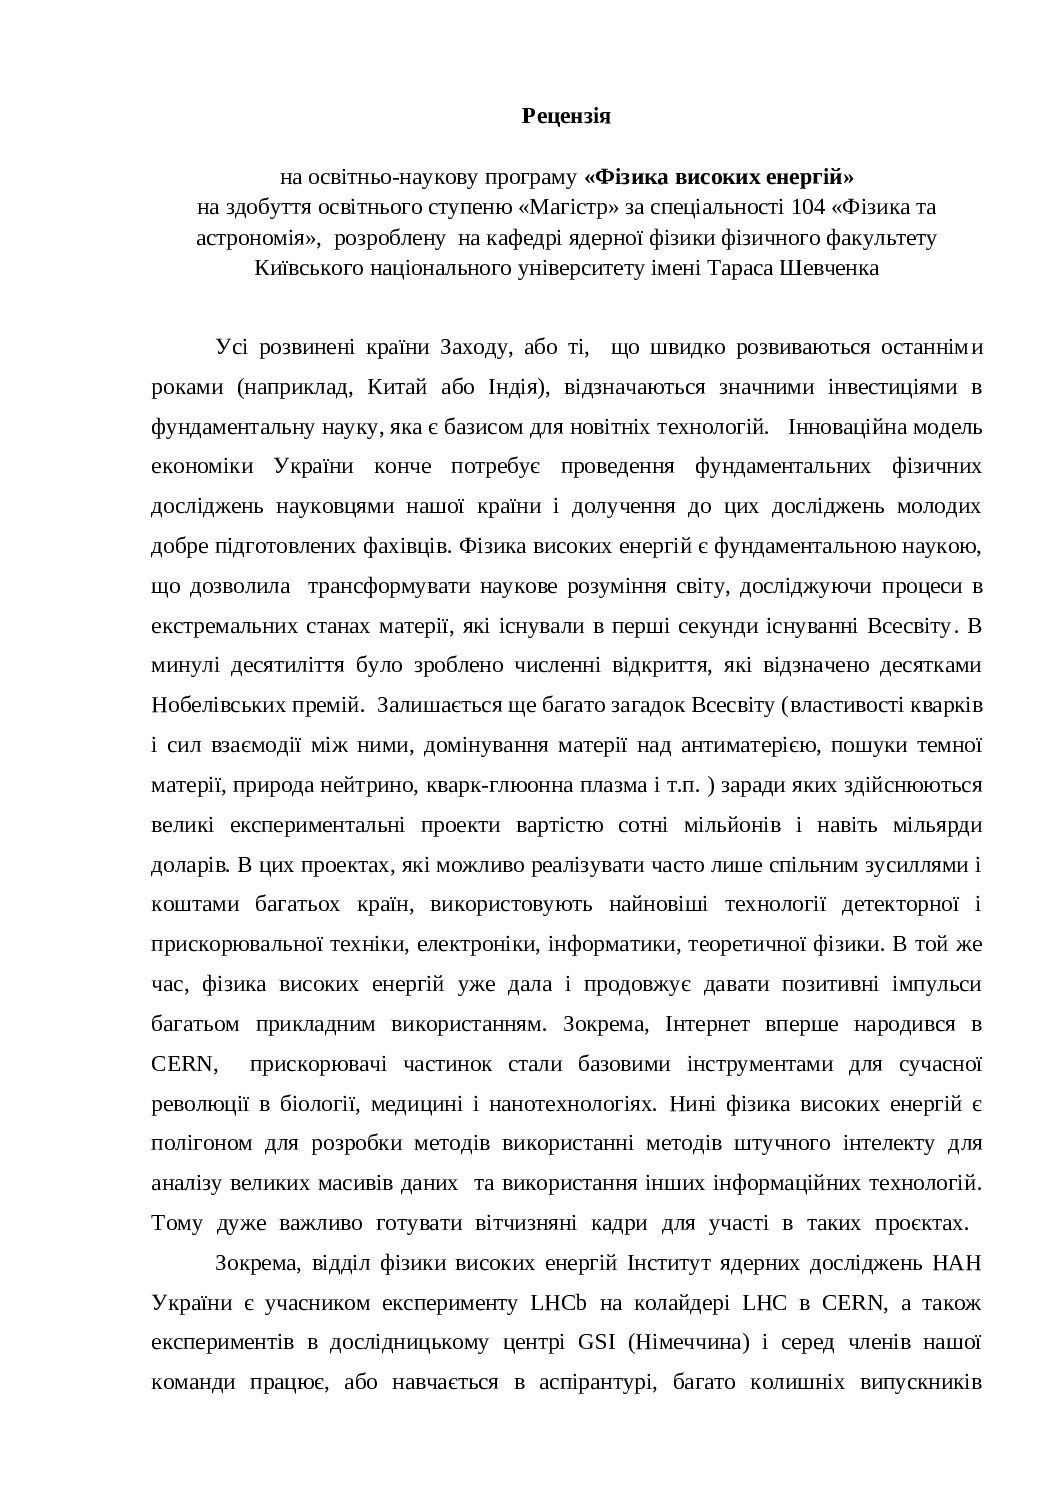 Рецензія
на освітньо-наукову програму «Фізика високих енергій»
на здобуття освітнього ступеню «Магістр» за спеціальності 104 «Фізика та
астрономія», розроблену на кафедрі ядерної фізики фізичного факультету
Київського національного університету імені Тараса Шевченка
Усі розвинені країни Заходу, або ті, що швидко розвиваються останніми
роками (наприклад, Китай або Індія), відзначаються значними інвестиціями в
фундаментальну науку, яка є базисом для новітніх технологій. Інноваційна модель
економіки України конче потребує проведення фундаментальних фізичних
досліджень науковцями нашої країни і долучення до цих досліджень молодих
добре підготовлених фахівців. Фізика високих енергій є фундаментальною наукою,
що дозволила трансформувати наукове розуміння світу, досліджуючи процеси в
екстремальних станах матерії, які існували в перші секунди існуванні Всесвіту. В
минулі десятиліття було зроблено численні відкриття, які відзначено десятками
Нобелівських премій. Залишається ще багато загадок Всесвіту (властивості кварків
і сил взаємодії між ними, домінування матерії над антиматерією, пошуки темної
матерії, природа нейтрино, кварк-глюонна плазма і т.п. ) заради яких здійснюються
великі експериментальні проекти вартістю сотні мільйонів і навіть мільярди
доларів. В цих проектах, які можливо реалізувати часто лише спільним зусиллями і
коштами багатьох країн, використовують найновіші технології детекторної і
прискорювальної техніки, електроніки, інформатики, теоретичної фізики. В той же
час, фізика високих енергій уже дала і продовжує давати позитивні імпульси
багатьом прикладним використанням. Зокрема, Інтернет вперше народився в
CERN, прискорювачі частинок стали базовими інструментами для сучасної
революції в біології, медицині і нанотехнологіях. Нині фізика високих енергій є
полігоном для розробки методів використанні методів штучного інтелекту для
аналізу великих масивів даних та використання інших інформаційних технологій.
Тому дуже важливо готувати вітчизняні кадри для участі в таких проєктах.
Зокрема, відділ фізики високих енергій Інститут ядерних досліджень НАН
України є учасником експерименту LHCb на колайдері LHC в CERN, а також
експериментів в дослідницькому центрі GSI (Німеччина) і серед членів нашої
команди працює, або навчається в аспірантурі, багато колишніх випускників